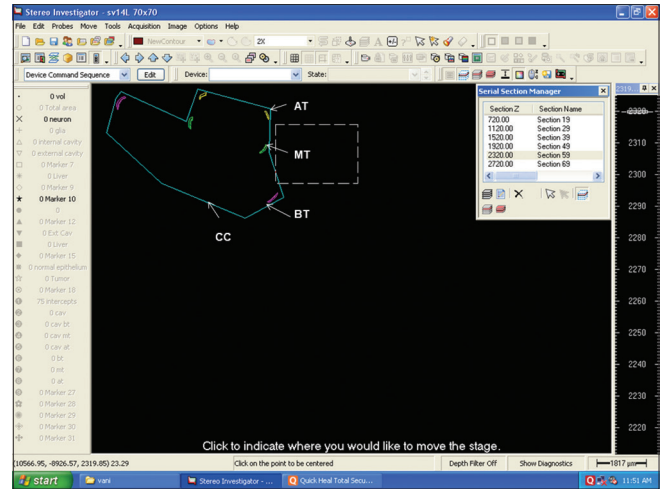 Stereo Investigator - sv14L 70x70
File Edit Probes Move Tools Acquisition Image Options Help
NewContour 2X
Device Command Sequence Edit Device: State:
0 vol
0 Total area
0 neuron
0 glia
0 internal cavity
0 external cavity
0 Marker 7
0 Liver
0 Marker 9
0 Marker 10
0
0 Marker 12
0 Ext Cav
0 Liver
0 Marker 15
0 normal epithelium
0 Tumor
0 Marker 18
75 intercepts
0 cav
0 cav bt
0 cav mt
0 cav at
0 bt
0 mt
0 at
0 Marker 27
0 Marker 28
0 Marker 29
0 Marker 30
0 Marker 31
AT
MT
BT
CC
Serial Section Manager
Section Z Section Name
720.00 Section 19
1120.00 Section 29
1520.00 Section 39
1920.00 Section 49
2320.00 Section 59
2720.00 Section 69
2319...
2320
2310
2300
2290
2280
2270
2260
2250
2240
2230
2220
Click to indicate where you would like to move the stage.
(10566.95, -8926.57, 2319.85) 23.29 Click on the point to be centered Depth Filter Off Show Diagnostics 1817 µm
start vani Stereo Investigator - ... Quick Heal Total Secu... 11:51 AM